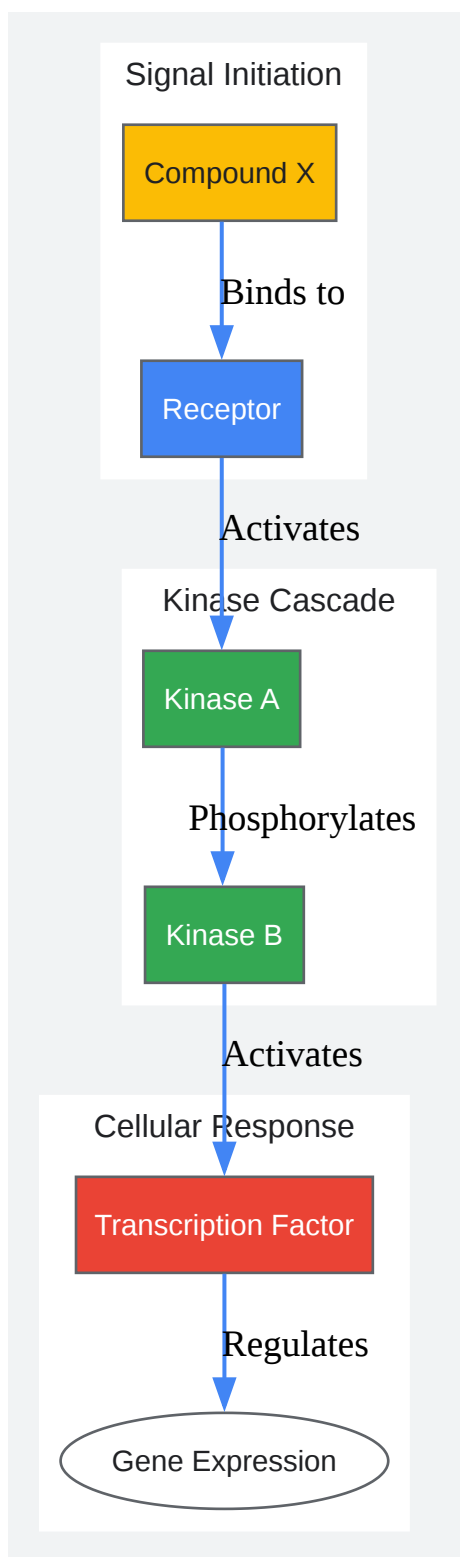 Signal Initiation
Compound X
Binds to
Receptor
Activates
Kinase Cascade
Kinase A
Phosphorylates
Kinase B
Activates
Cellular Response
Transcription Factor
Regulates
Gene Expression